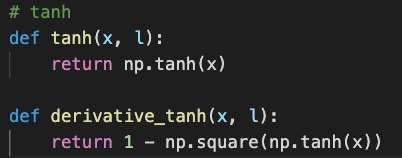 # tanh
def tanh(x, l):
    return np.tanh(x)
def derivative_tanh(x, l):
    return 1 - np.square(np.tanh(x))